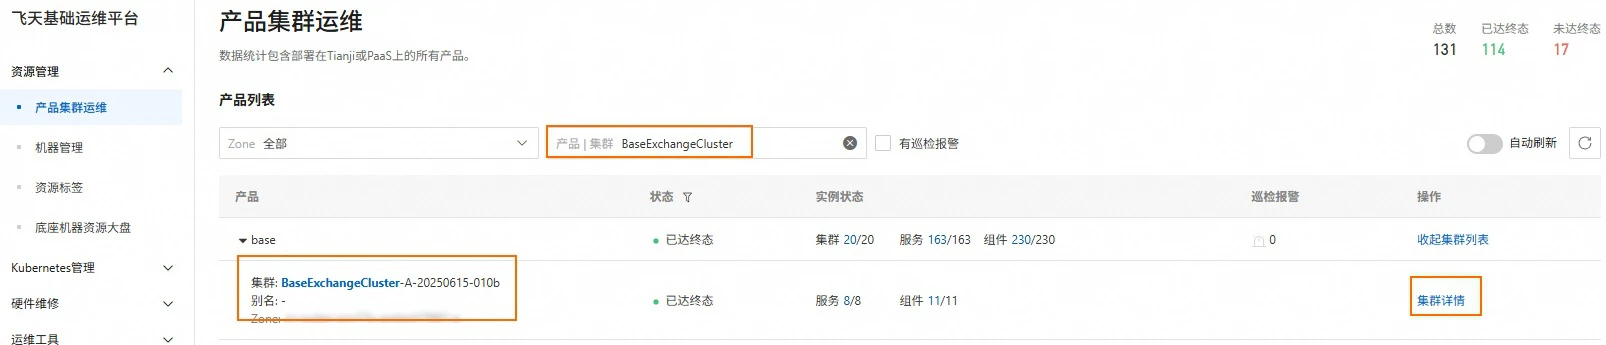 飞天基础运维平台
资源管理
产品集群运维
机器管理
资源标签
底座机器资源大盘
Kubernetes管理
硬件维修
运维工具
产品集群运维
数据统计包含部署在Tianji或PaaS上的所有产品。
总数 已达终态 未达终态
131 114 17
产品列表
Zone 全部 产品 | 集群 BaseExchangeCluster 有巡检报警 自动刷新
产品 状态 实例状态 巡检报警 操作
base 已达终态 集群 20/20 服务 163/163 组件 230/230 0 收起集群列表
集群: BaseExchangeCluster-A-20250615-010b
别名: - 已达终态 服务 8/8 组件 11/11 集群详情
Zone: